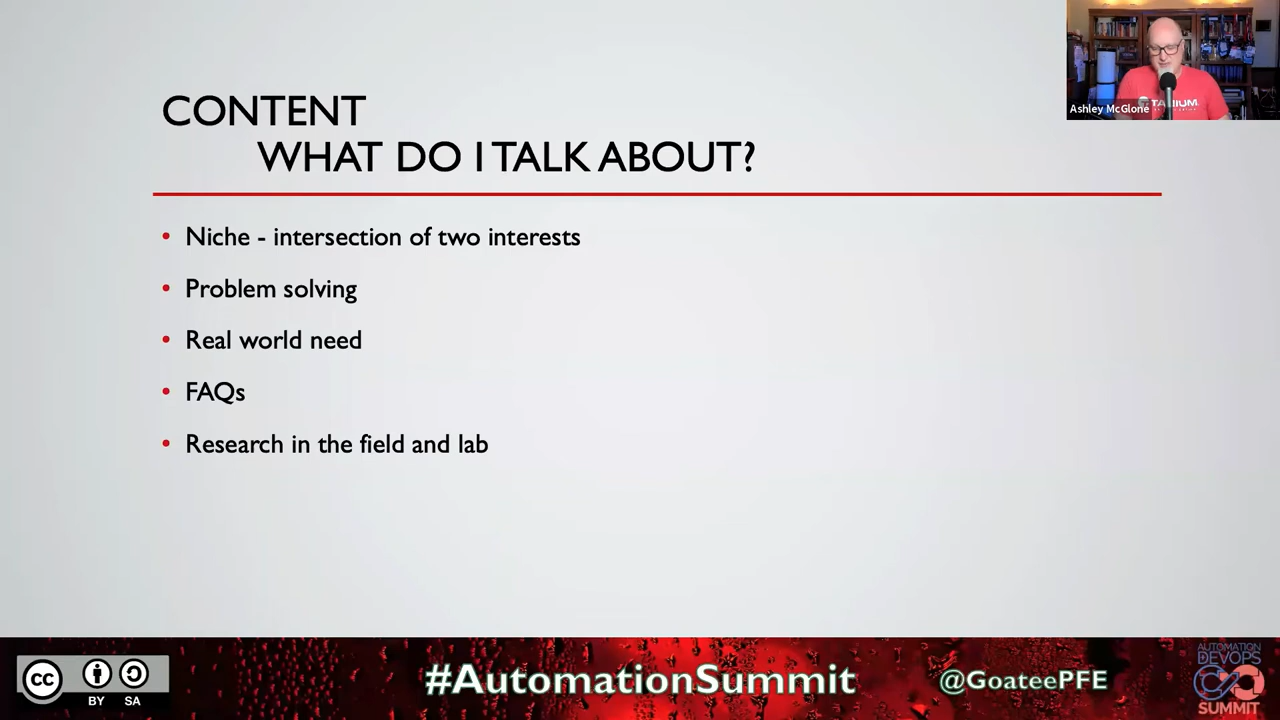 CONTENT
WHAT DO I TALK ABOUT?
• Niche - intersection of two interests
• Problem solving
• Real world need
• FAQs
• Research in the field and lab
TANIUM
Ashley McGlone
cc
BY SA
#AutomationSummit
@GoateePFE
AUTOMATION
DEVOPS
SUMMIT